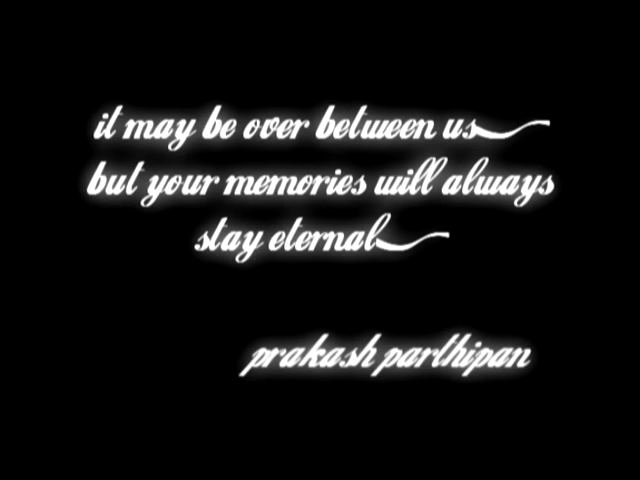 it may be over between us
but your memories will always
stay eternal
prakash parthipan